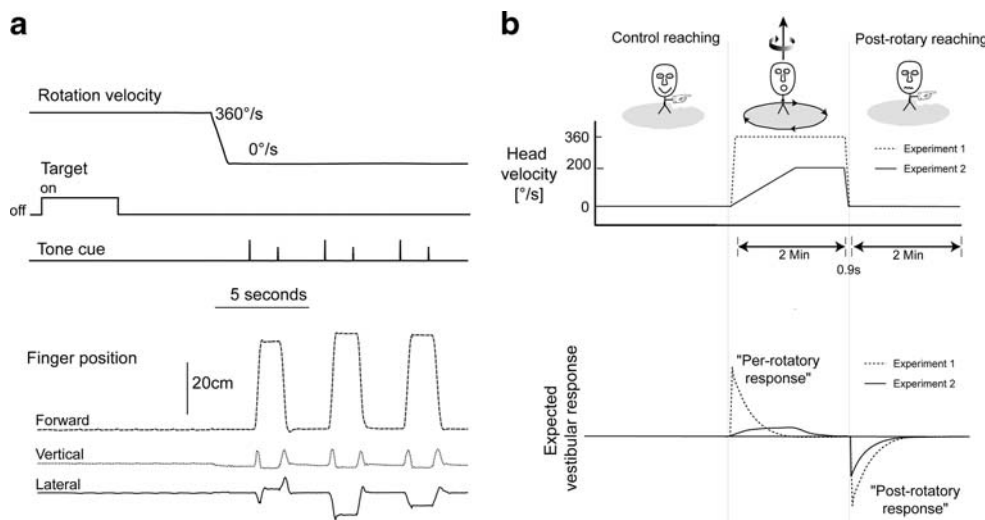 a
Rotation velocity
360°/s
0°/s
Target
on
off
Tone cue
5 seconds
Finger position
20cm
Forward
Vertical
Lateral
b
Control reaching
Post-rotary reaching
Head
velocity
[°/s]
360
200
0
Experiment 1
Experiment 2
2 Min
0.9s
2 Min
Expected
vestibular response
"Per-rotatory
response"
Experiment 1
Experiment 2
"Post-rotatory
response"